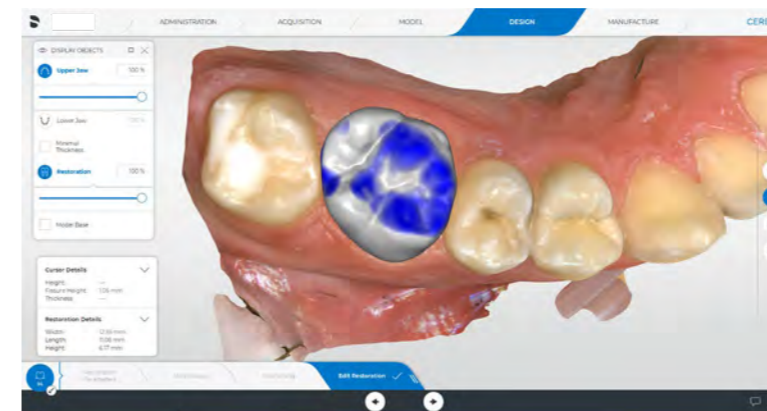 ADMINISTRATION
ACQUISITION
MODEL
DESIGN
MANUFACTURE
CERE
DISPLAY OBJECTS
Upper Jaw 100 %
Lower Jaw
Minimal
Thickness
Restoration 100 %
Model Base
Cursor Details
Height: ---
Fissure Height:
Thickness: ---
Restoration Details
Width:
Length:
Height:
Edit Restoration